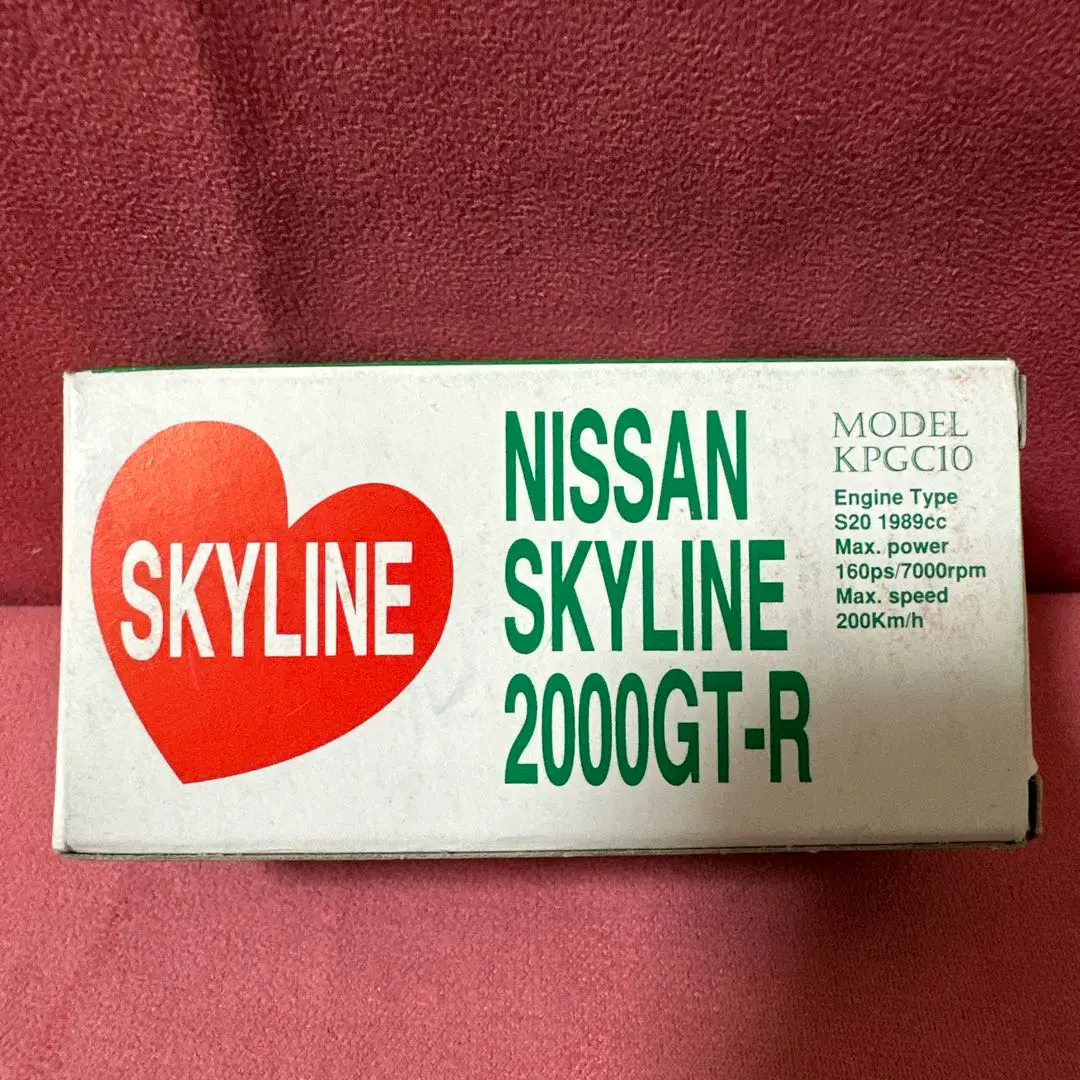 SKYLINE
NISSAN
SKYLINE
2000GT-R
MODEL
KPGC10
Engine Type
S20 1989cc
Max. power
160ps/7000rpm
Max. speed
200Km/h